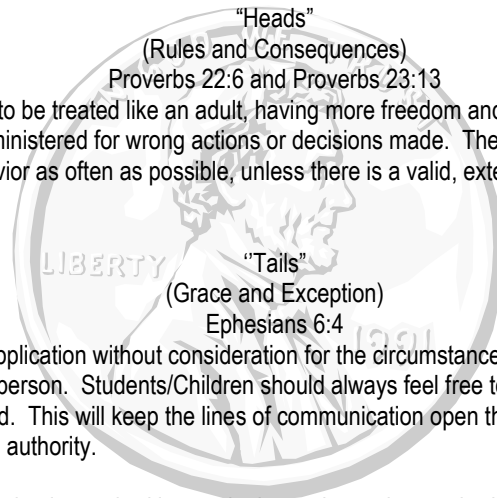 “Heads”
(Rules and Consequences)
Proverbs 22:6 and Proverbs 23:13
to be treated like an adult, having more freedom and
ministered for wrong actions or decisions made.  The
vior as often as possible, unless there is a valid, exte
LIBERTY
‘’Tails”
(Grace and Exception)
Ephesians 6:4
1991
pplication without consideration for the circumstance
person.  Students/Children should always feel free to
d.  This will keep the lines of communication open th
authority.